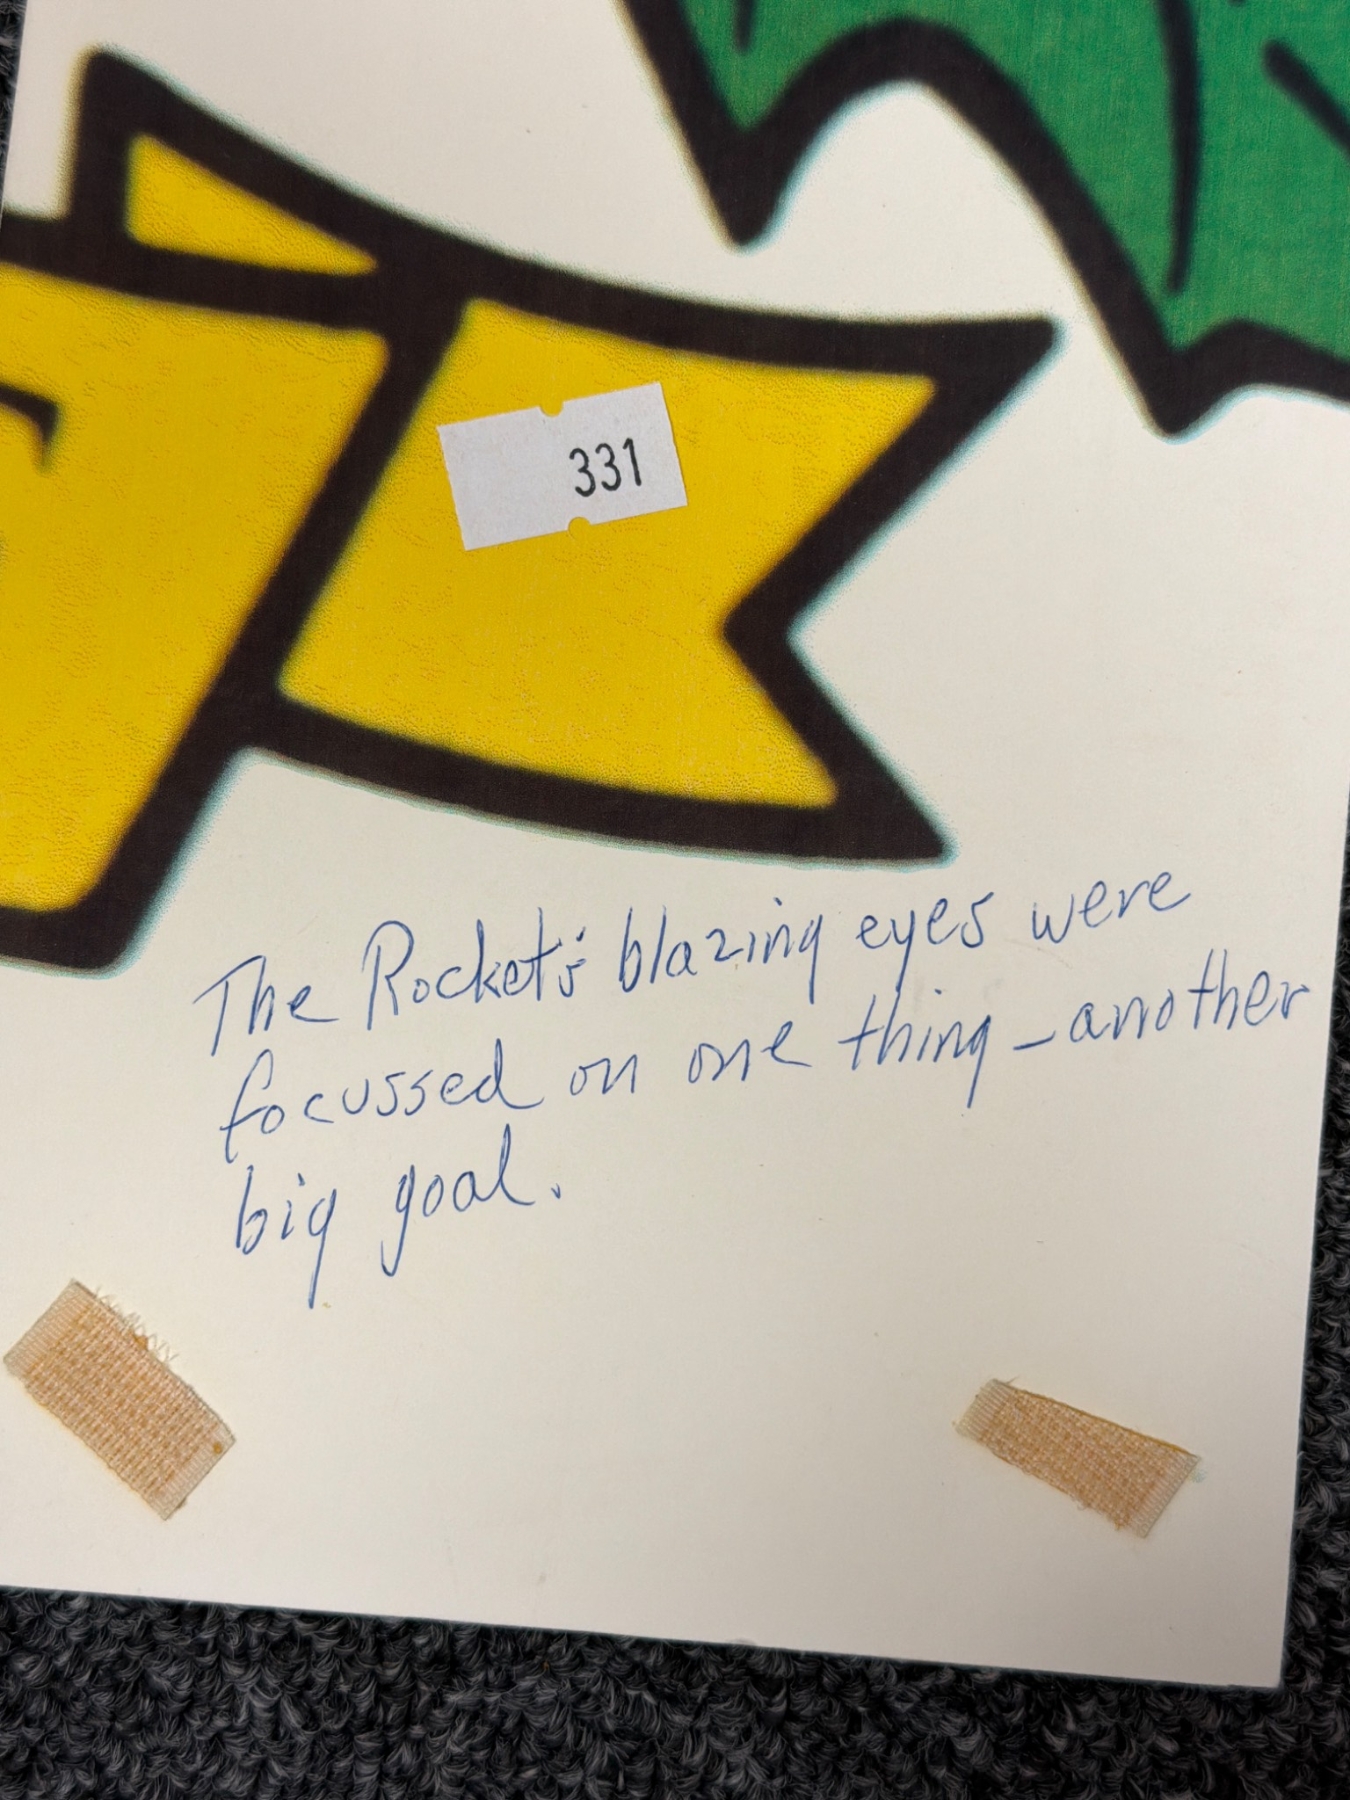 331
The Rocket's blazing eyes were
focussed on one thing – another
big goal.